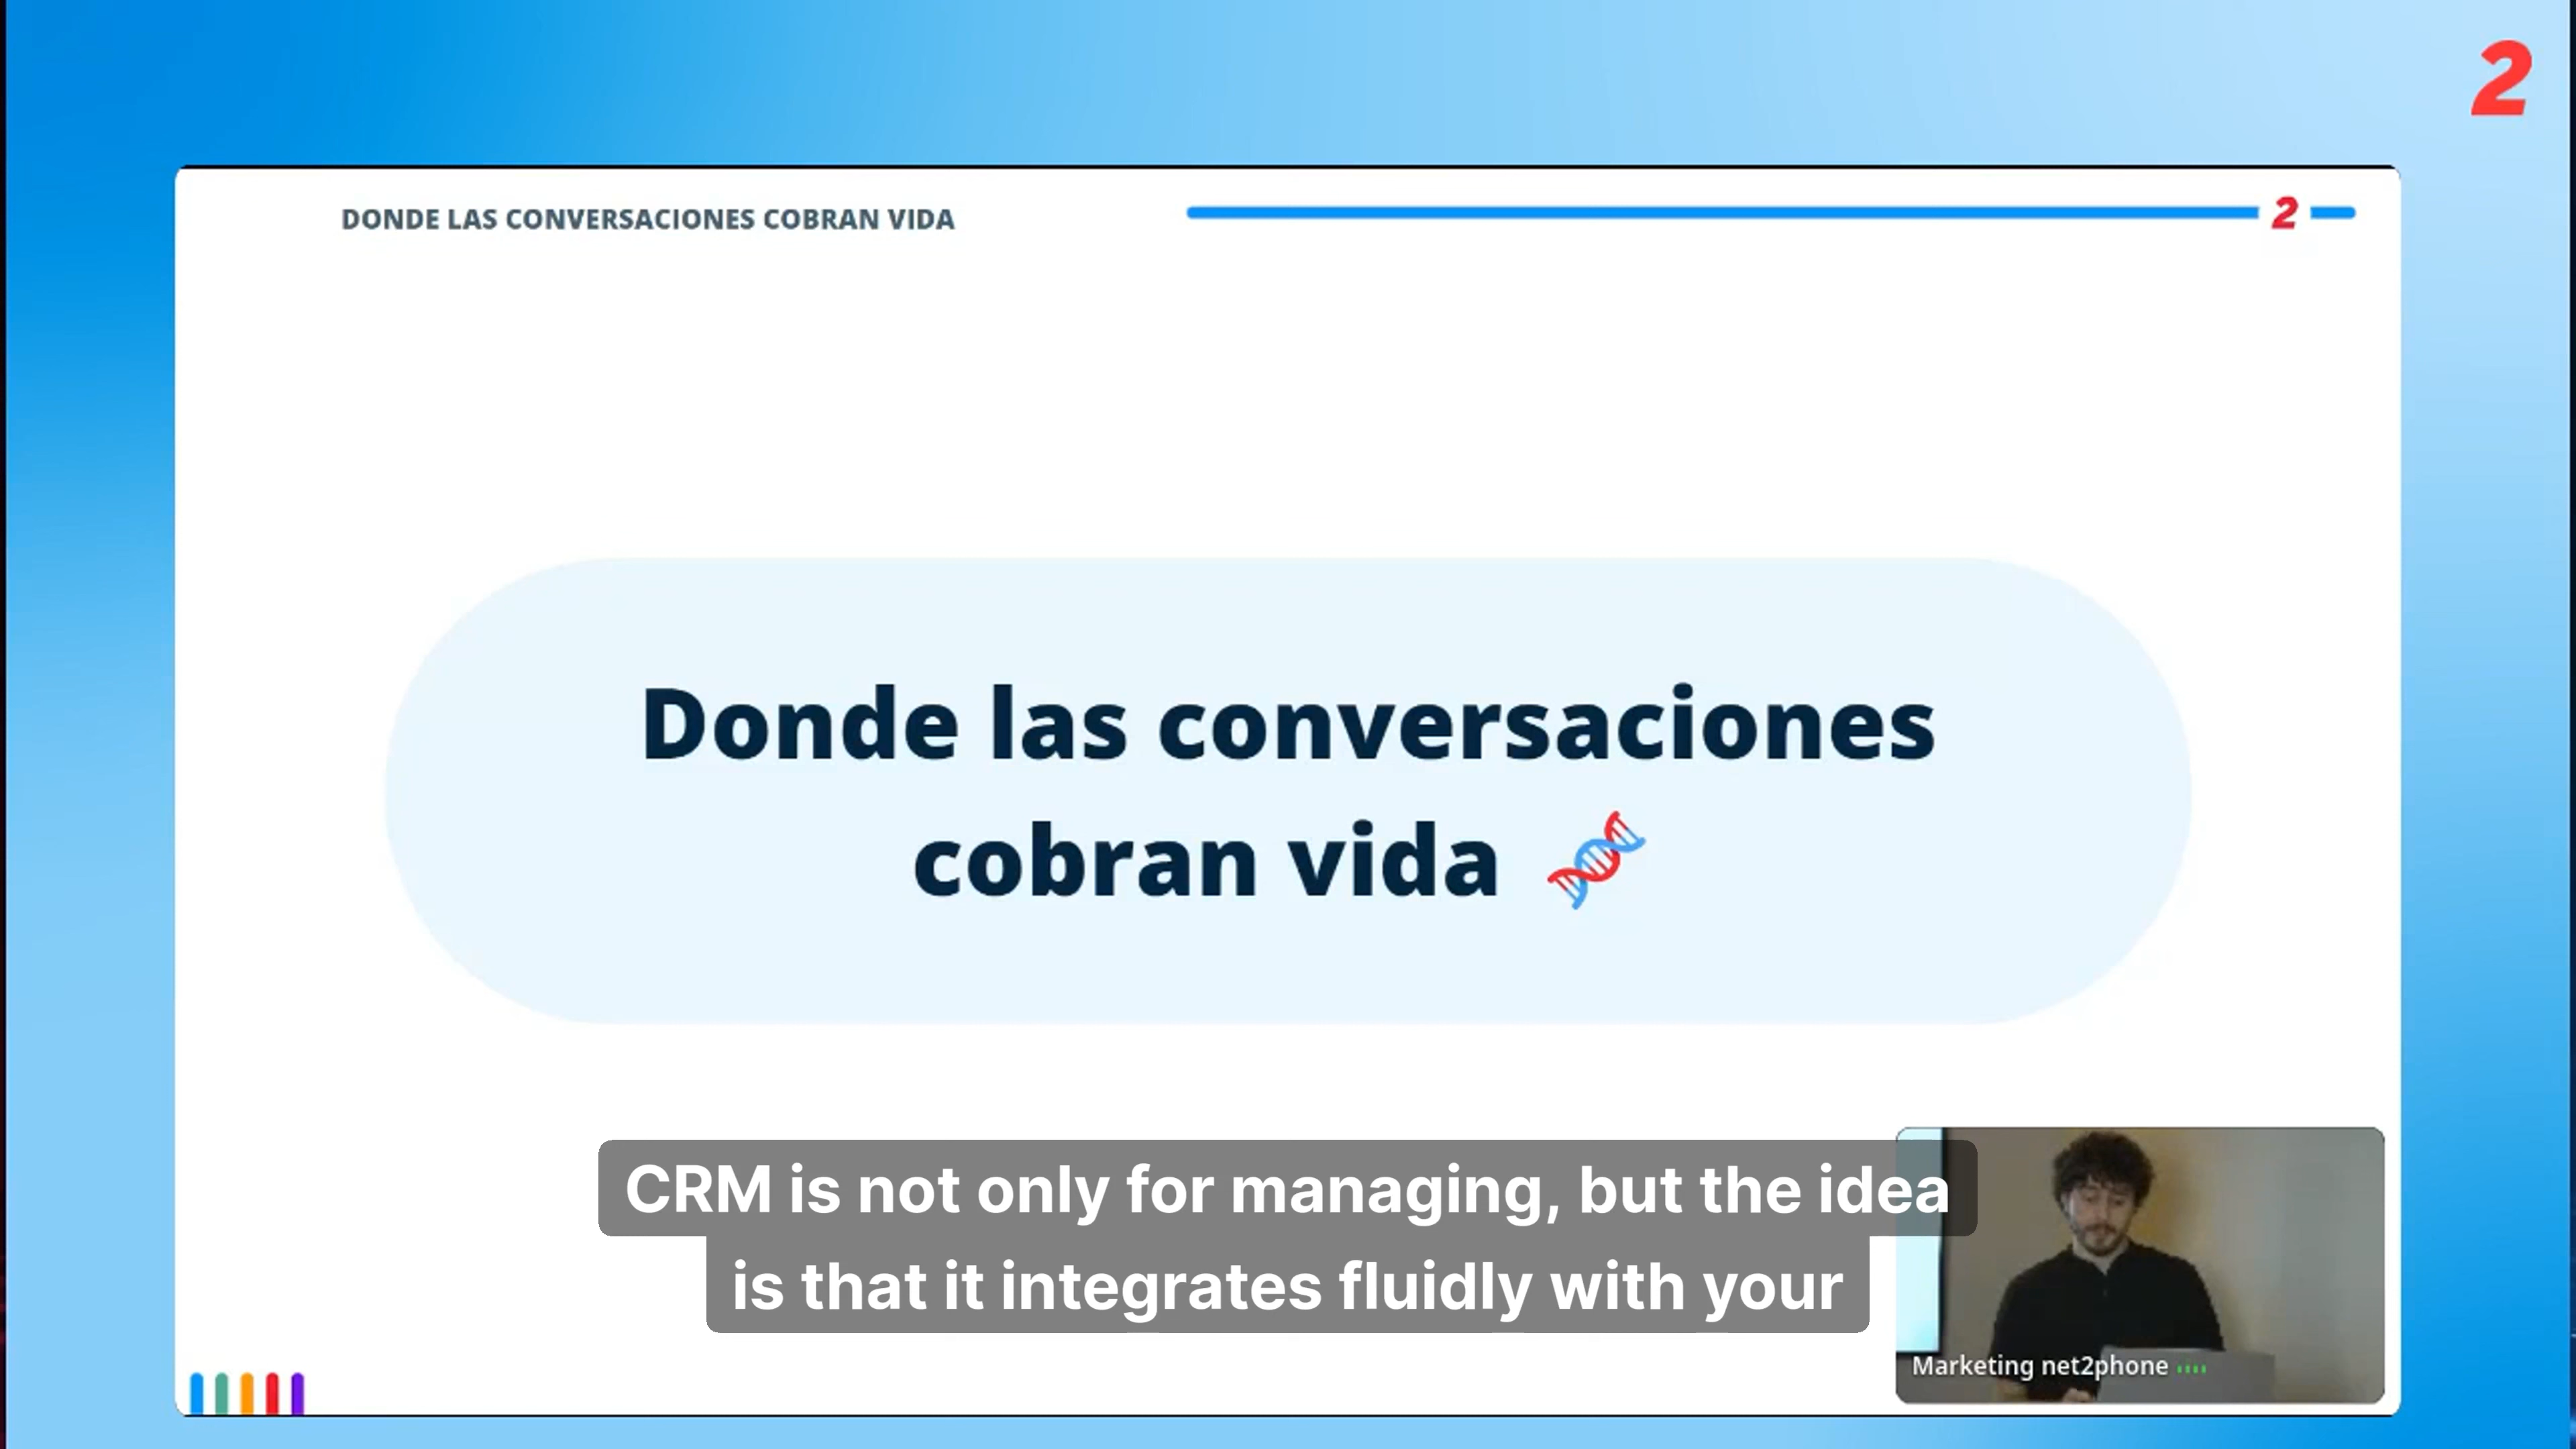 2
DONDE LAS CONVERSACIONES COBRAN VIDA
2
Donde las conversaciones
cobran vida
CRM is not only for managing, but the idea
is that it integrates fluidly with your
Marketing net2phone